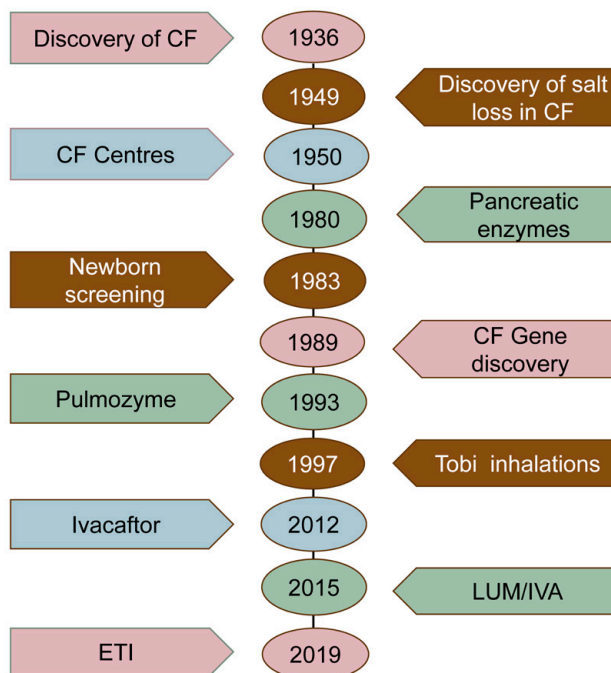 Discovery of CF
1936
1949
Discovery of salt
loss in CF
CF Centres
1950
1980
Pancreatic
enzymes
Newborn
screening
1983
1989
CF Gene
discovery
Pulmozyme
1993
1997
Tobi inhalations
Ivacaftor
2012
2015
LUM/IVA
ETI
2019